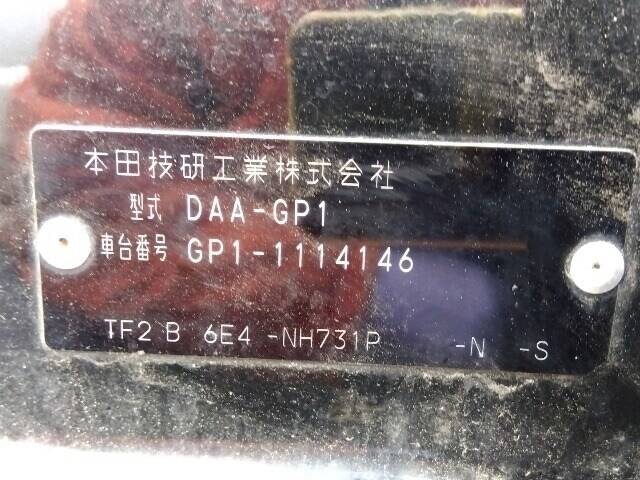 本田技研工業株式会社
型式 DAA-GP1
車台番号 GP1-1114146
TF2 B 6E4 -NH731P -N -S